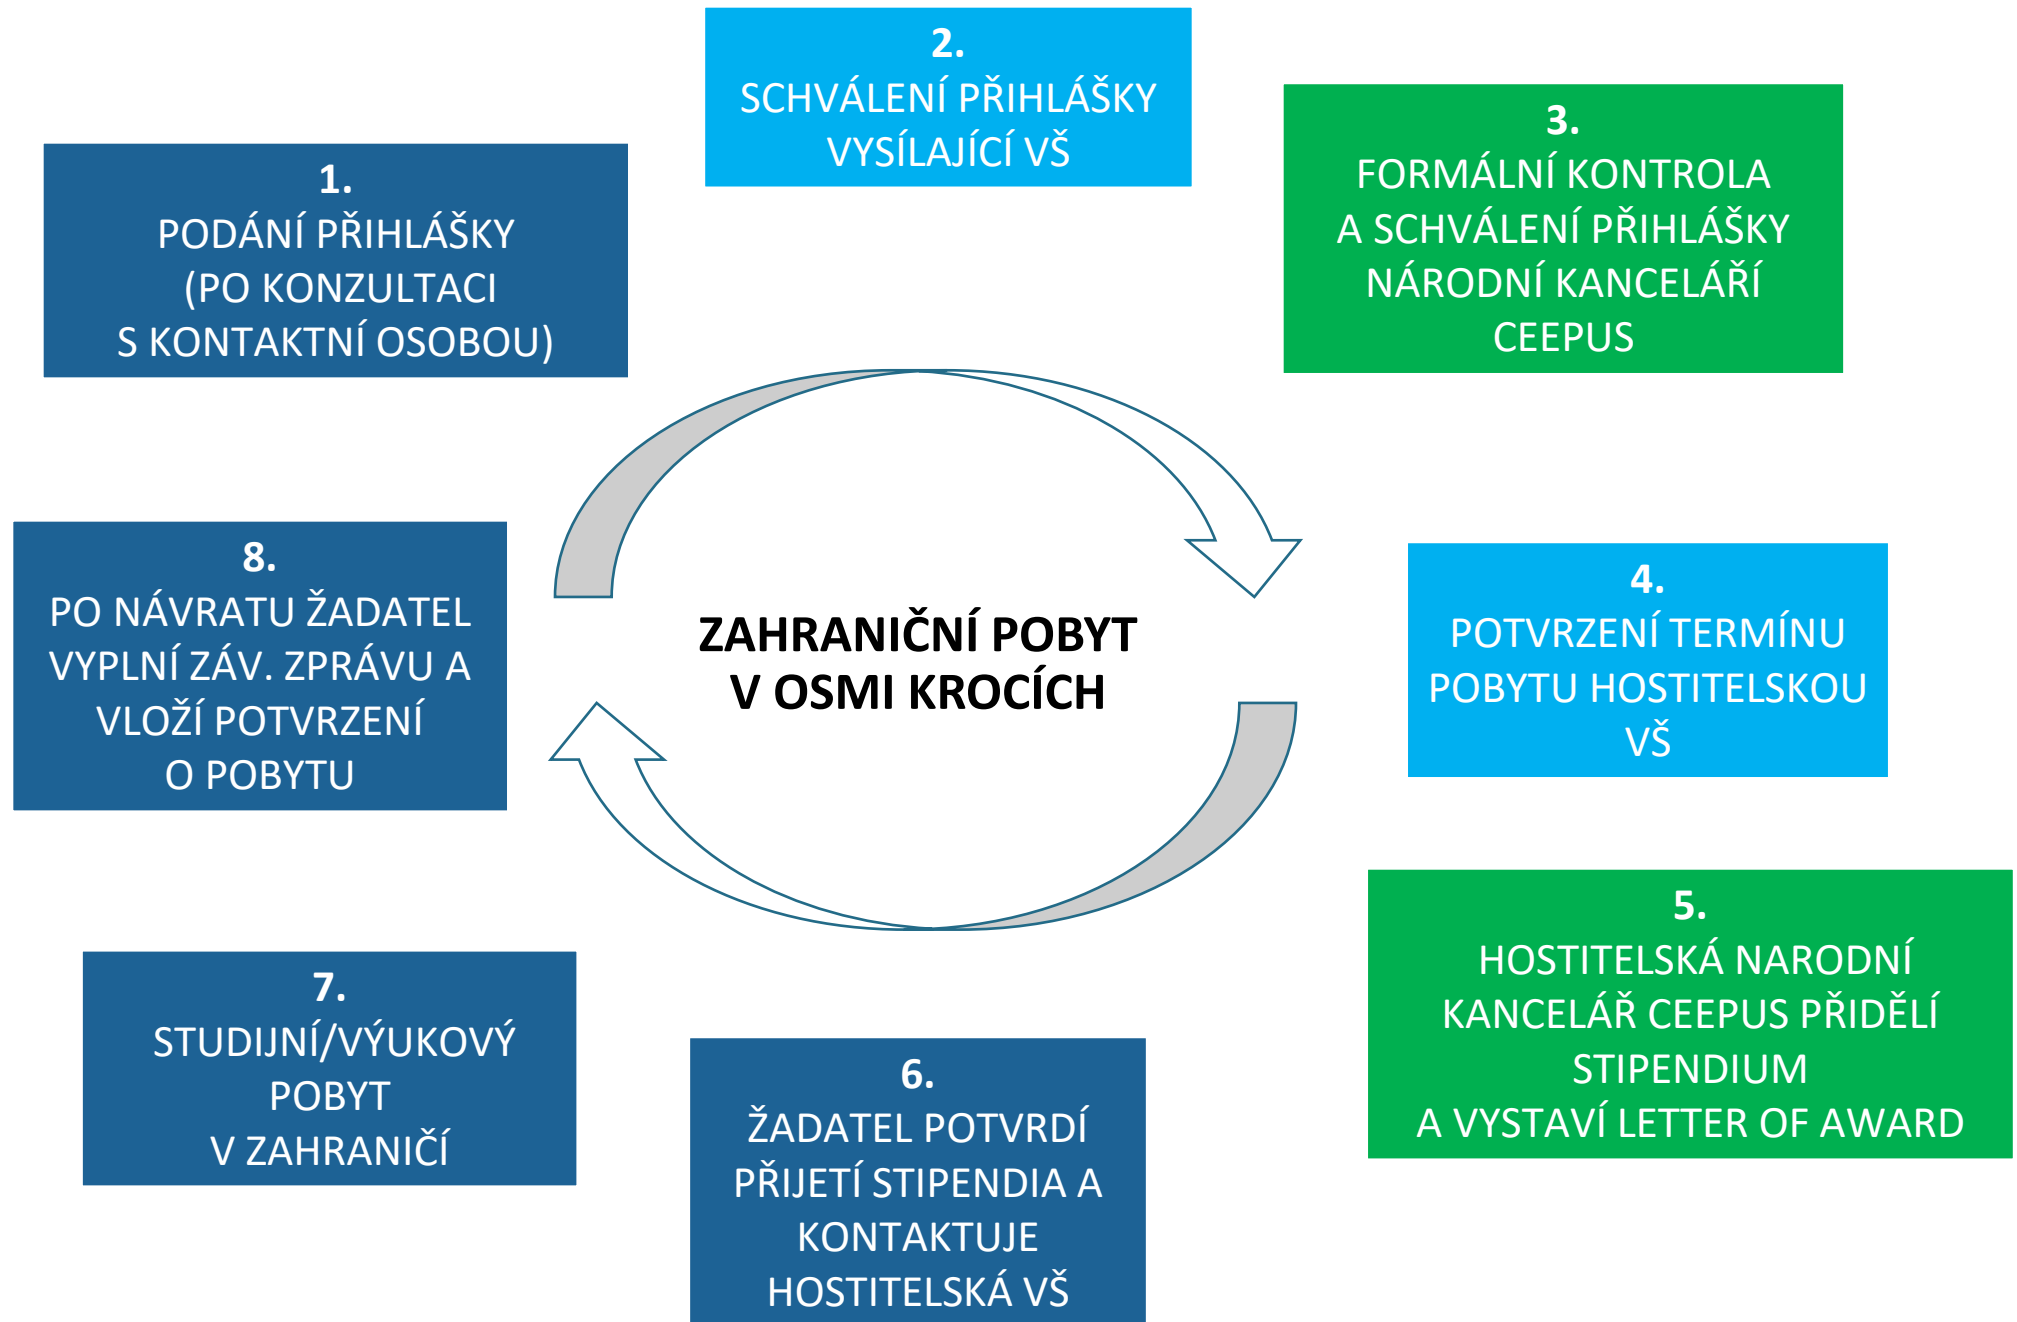 1.
PODÁNÍ PŘIHLÁŠKY
(PO KONZULTACI
S KONTAKTNÍ OSOBOU)
2.
SCHVÁLENÍ PŘIHLÁŠKY
VYSÍLAJÍCÍ VŠ
3.
FORMÁLNÍ KONTROLA
A SCHVÁLENÍ PŘIHLÁŠKY
NÁRODNÍ KANCELÁŘÍ
CEEPUS
4.
POTVRZENÍ TERMÍNU
POBYTU HOSTITELSKOU
VŠ
5.
HOSTITELSKÁ NARODNÍ
KANCELÁŘ CEEPUS PŘIDĚLÍ
STIPENDIUM
A VYSTAVÍ LETTER OF AWARD
6.
ŽADATEL POTVRDÍ
PŘIJETÍ STIPENDIA A
KONTAKTUJE
HOSTITELSKÁ VŠ
7.
STUDIJNÍ/VÝUKOVÝ
POBYT
V ZAHRANIČÍ
8.
PO NÁVRATU ŽADATEL
VYPLNÍ ZÁV. ZPRÁVU A
VLOŽÍ POTVRZENÍ
O POBYTU
ZAHRANIČNÍ POBYT
V OSMI KROCÍCH